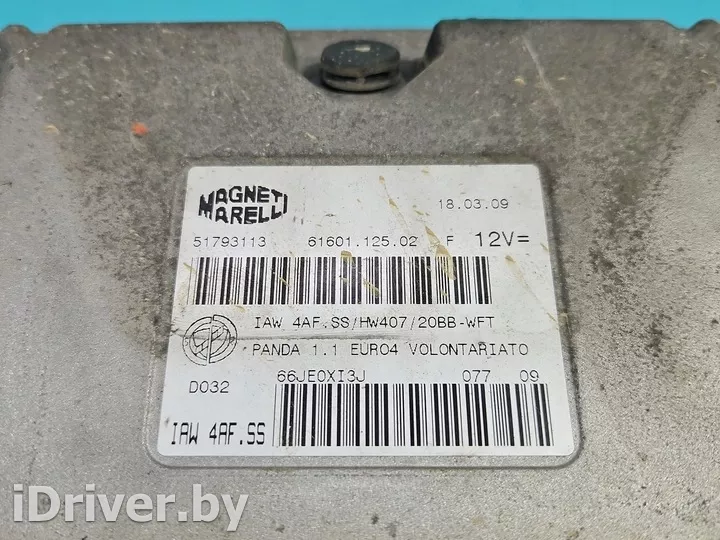 MAGNETI
MARELLI
18.03.09
51793113 61601.125.02 F 12V=
IAW 4AF.SS/HW407/20BB-WFT
PANDA 1.1 EURO4 VOLONTARIATO
D032 66JE0XI3J 077 09
IAW 4AF.SS
iDriver.by